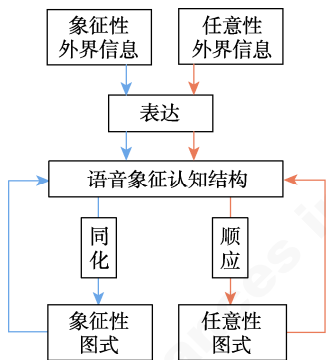 象征性
外界信息
任意性
外界信息
表达
语音象征认知结构
同
化
顺
应
象征性
图式
任意性
图式